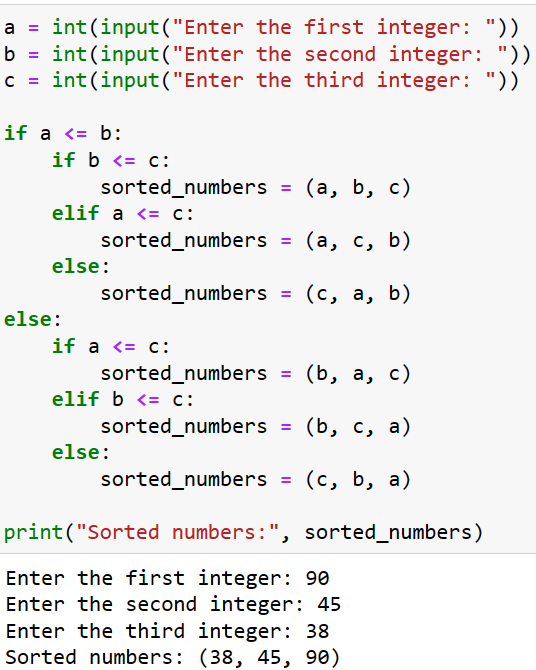 a = int(input("Enter the first integer: "))
b = int(input("Enter the second integer: "))
c = int(input("Enter the third integer: "))

if a <= b:
    if b <= c:
        sorted_numbers = (a, b, c)
    elif a <= c:
        sorted_numbers = (a, c, b)
    else:
        sorted_numbers = (c, a, b)
else:
    if a <= c:
        sorted_numbers = (b, a, c)
    elif b <= c:
        sorted_numbers = (b, c, a)
    else:
        sorted_numbers = (c, b, a)

print("Sorted numbers:", sorted_numbers)
Enter the first integer: 90
Enter the second integer: 45
Enter the third integer: 38
Sorted numbers: (38, 45, 90)